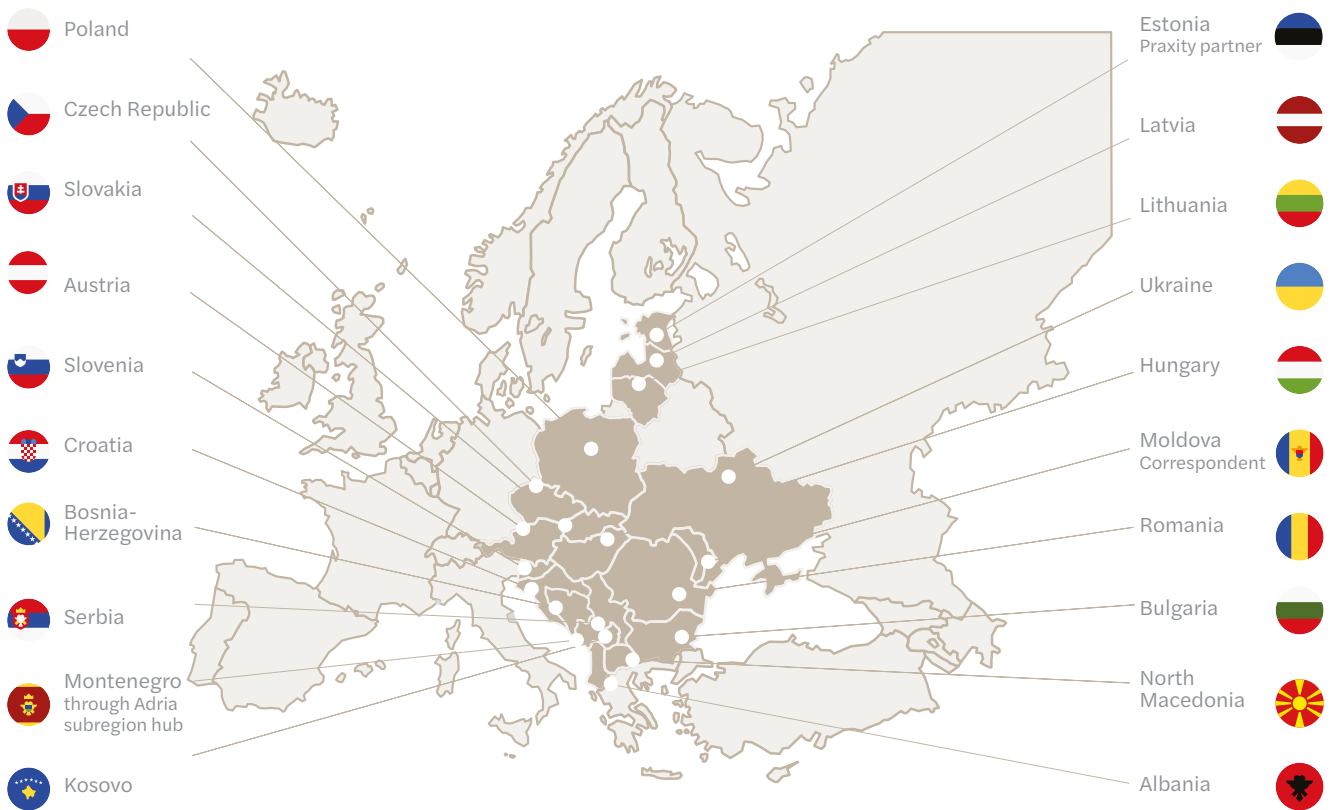 Poland
Czech Republic
Slovakia
Austria
Slovenia
Croatia
Bosnia-
Herzegovina
Serbia
Montenegro
through Adria
subregion hub
Kosovo
Estonia
Praxity partner
Latvia
Lithuania
Ukraine
Hungary
Moldova
Correspondent
Romania
Bulgaria
North
Macedonia
Albania